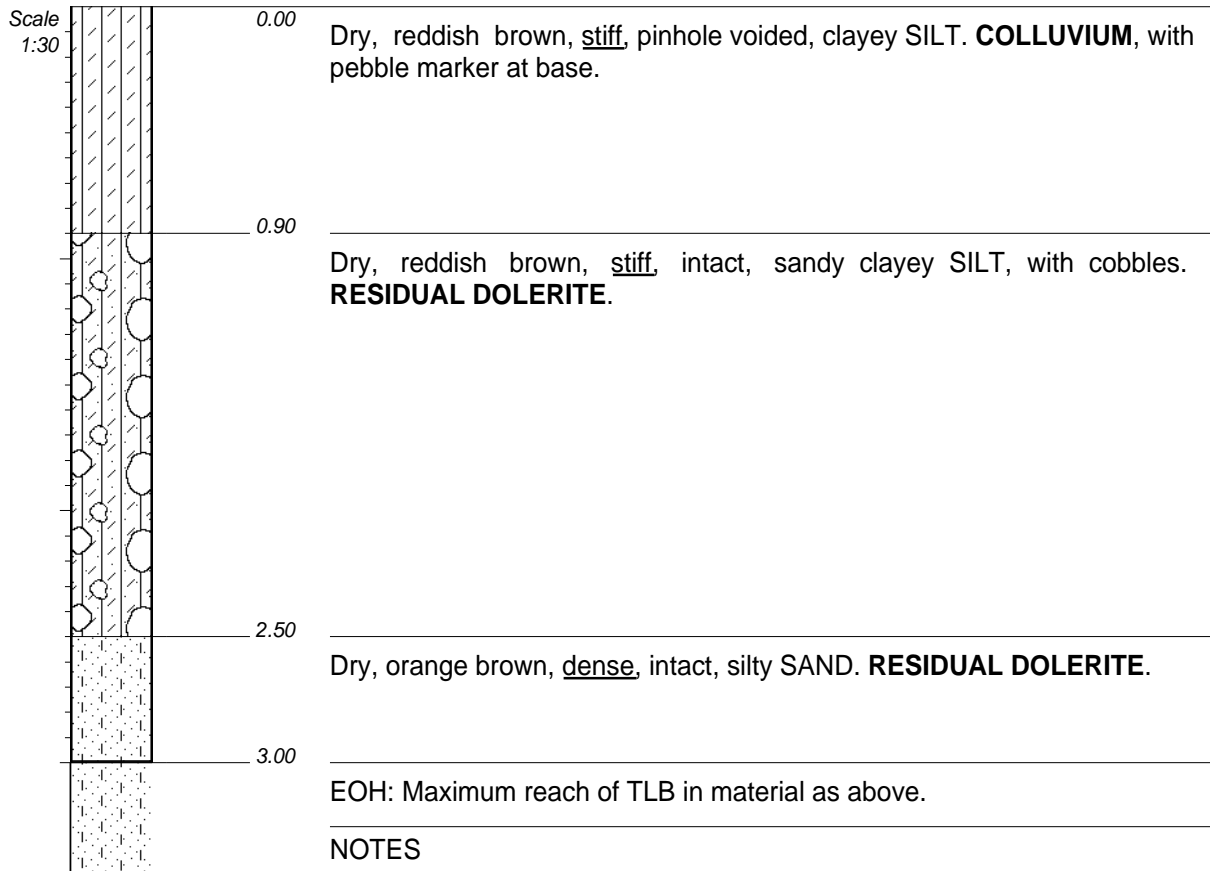 Scale
1:30
0.00
Dry, reddish brown, stiff, pinhole voided, clayey SILT. COLLUVIUM, with
pebble marker at base.
0.90
Dry, reddish brown, stiff, intact, sandy clayey SILT, with cobbles.
RESIDUAL DOLERITE.
2.50
Dry, orange brown, dense, intact, silty SAND. RESIDUAL DOLERITE.
3.00
EOH: Maximum reach of TLB in material as above.
NOTES